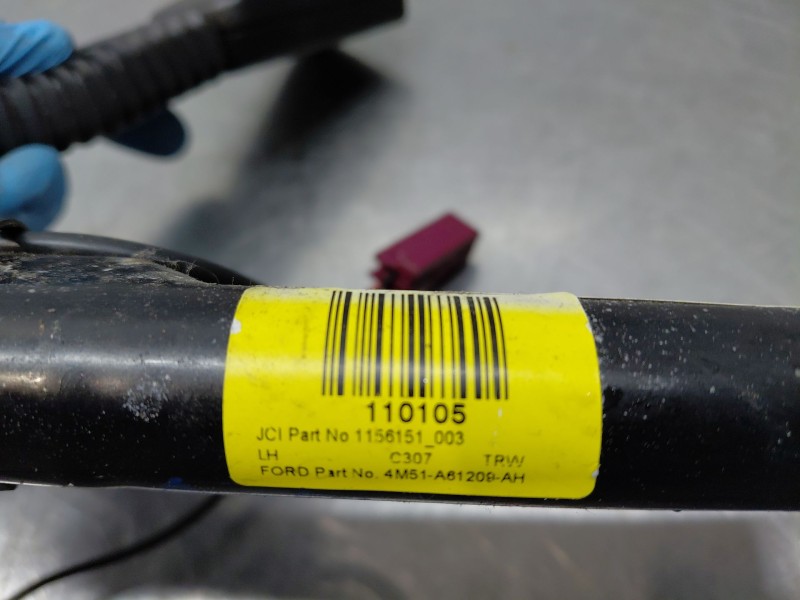 110105
JCI Part No 1156151_003
LH C307 TRW
FORD Part No. 4M51-A61209-AH